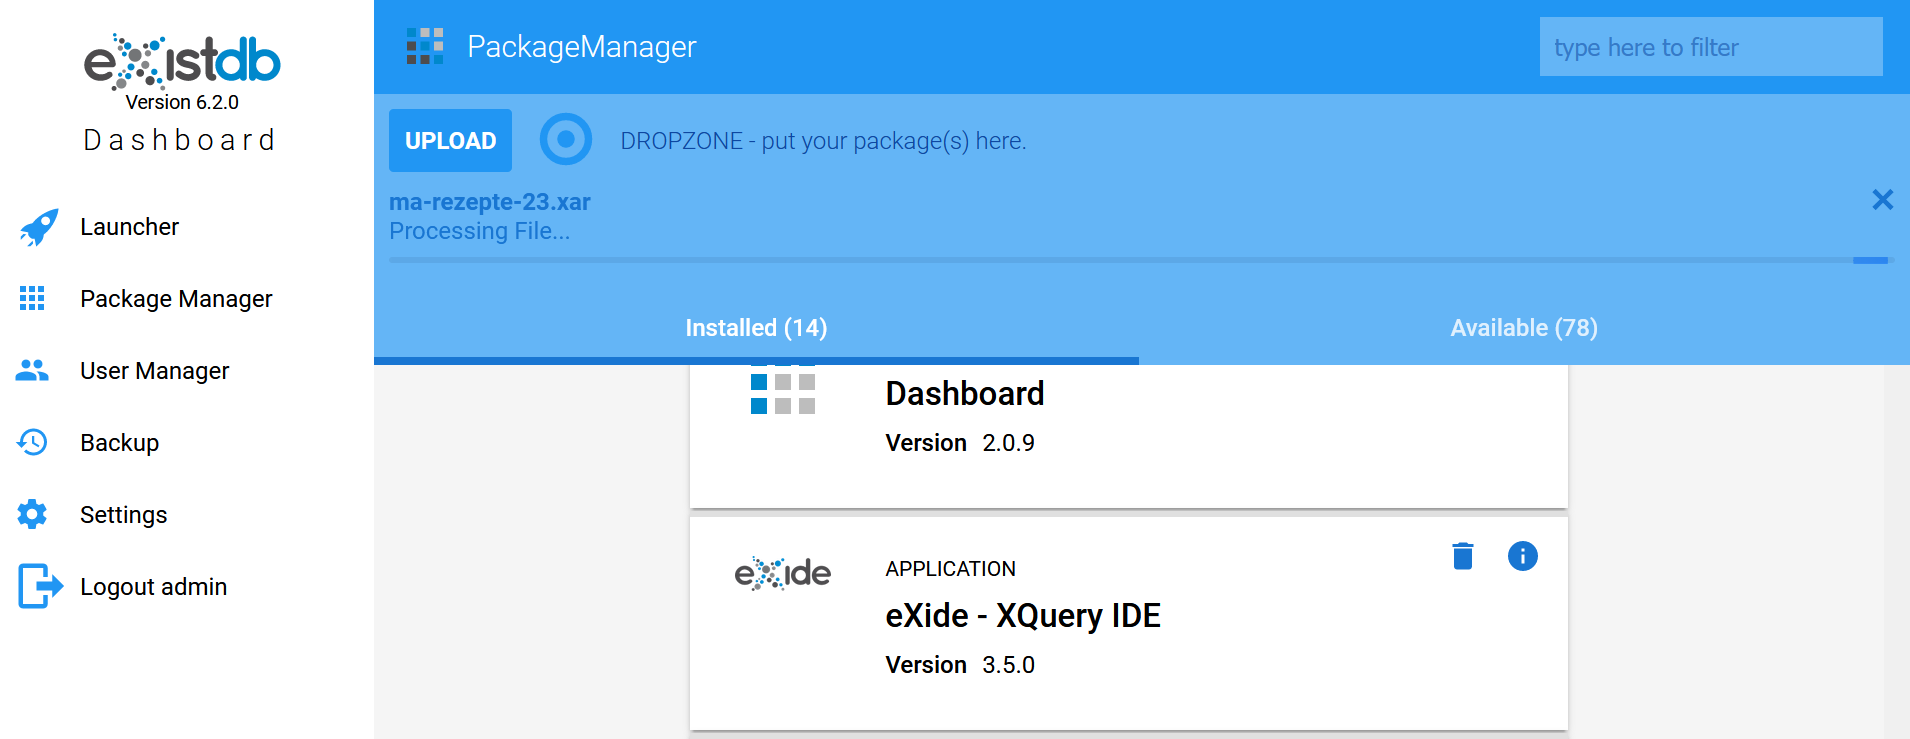 eXistdb
Version 6.2.0
Dashboard
Launcher
Package Manager
User Manager
Backup
Settings
Logout admin
PackageManager
type here to filter
UPLOAD
DROPZONE - put your package(s) here.
ma-rezepte-23.xar
Processing File...
Installed (14)
Available (78)
Dashboard
Version 2.0.9
eXide
APPLICATION
eXide - XQuery IDE
Version 3.5.0